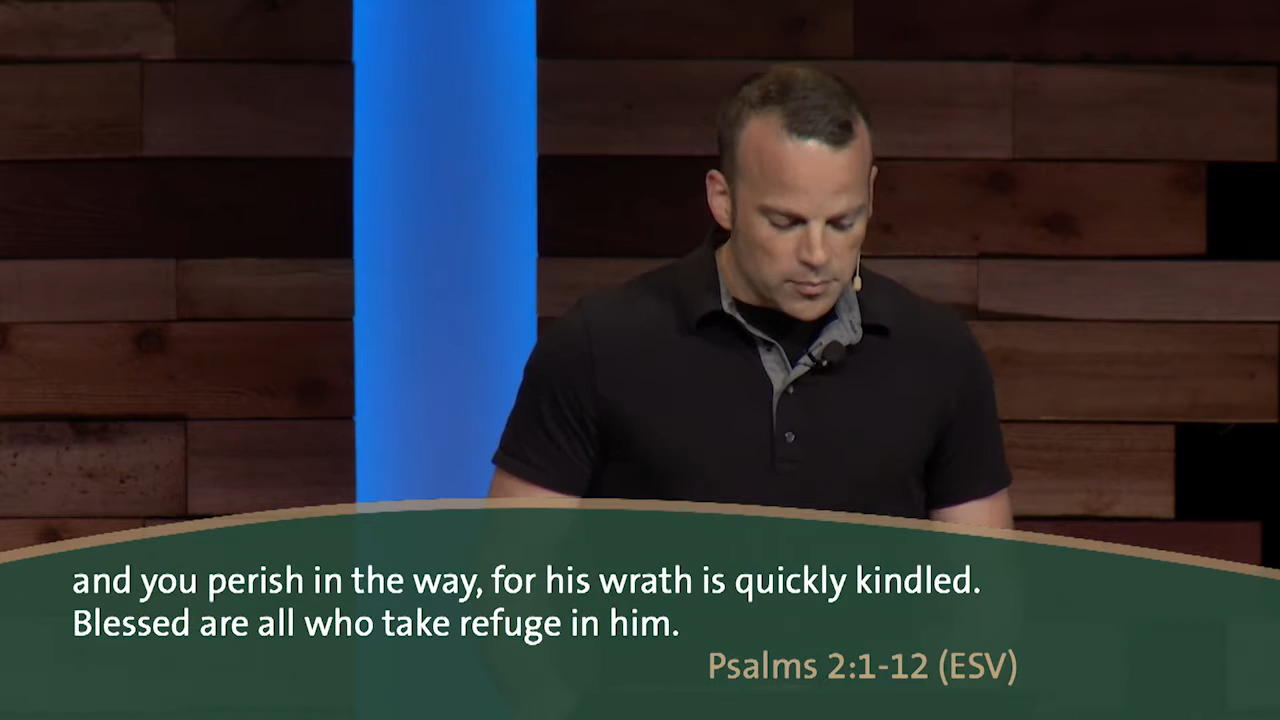 and you perish in the way, for his wrath is quickly kindled.
Blessed are all who take refuge in him.
Psalms 2:1-12 (ESV)